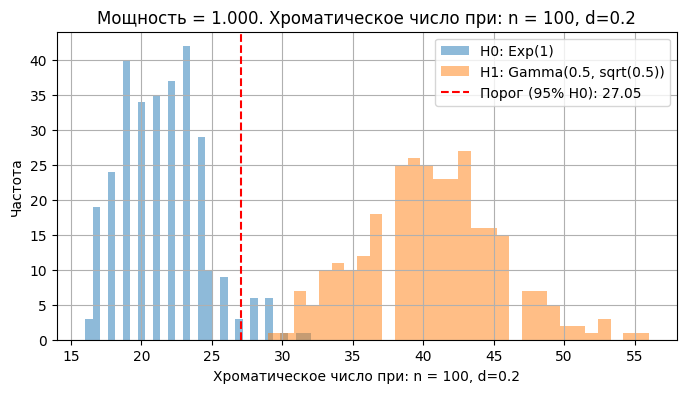 Мощность = 1.000. Хроматическое число при: n = 100, d=0.2
H0: Exp(1)
H1: Gamma(0.5, sqrt(0.5))
Порог (95% H0): 27.05
Частота
40
35
30
25
20
15
10
5
0
15 20 25 30 35 40 45 50 55
Хроматическое число при: n = 100, d=0.2